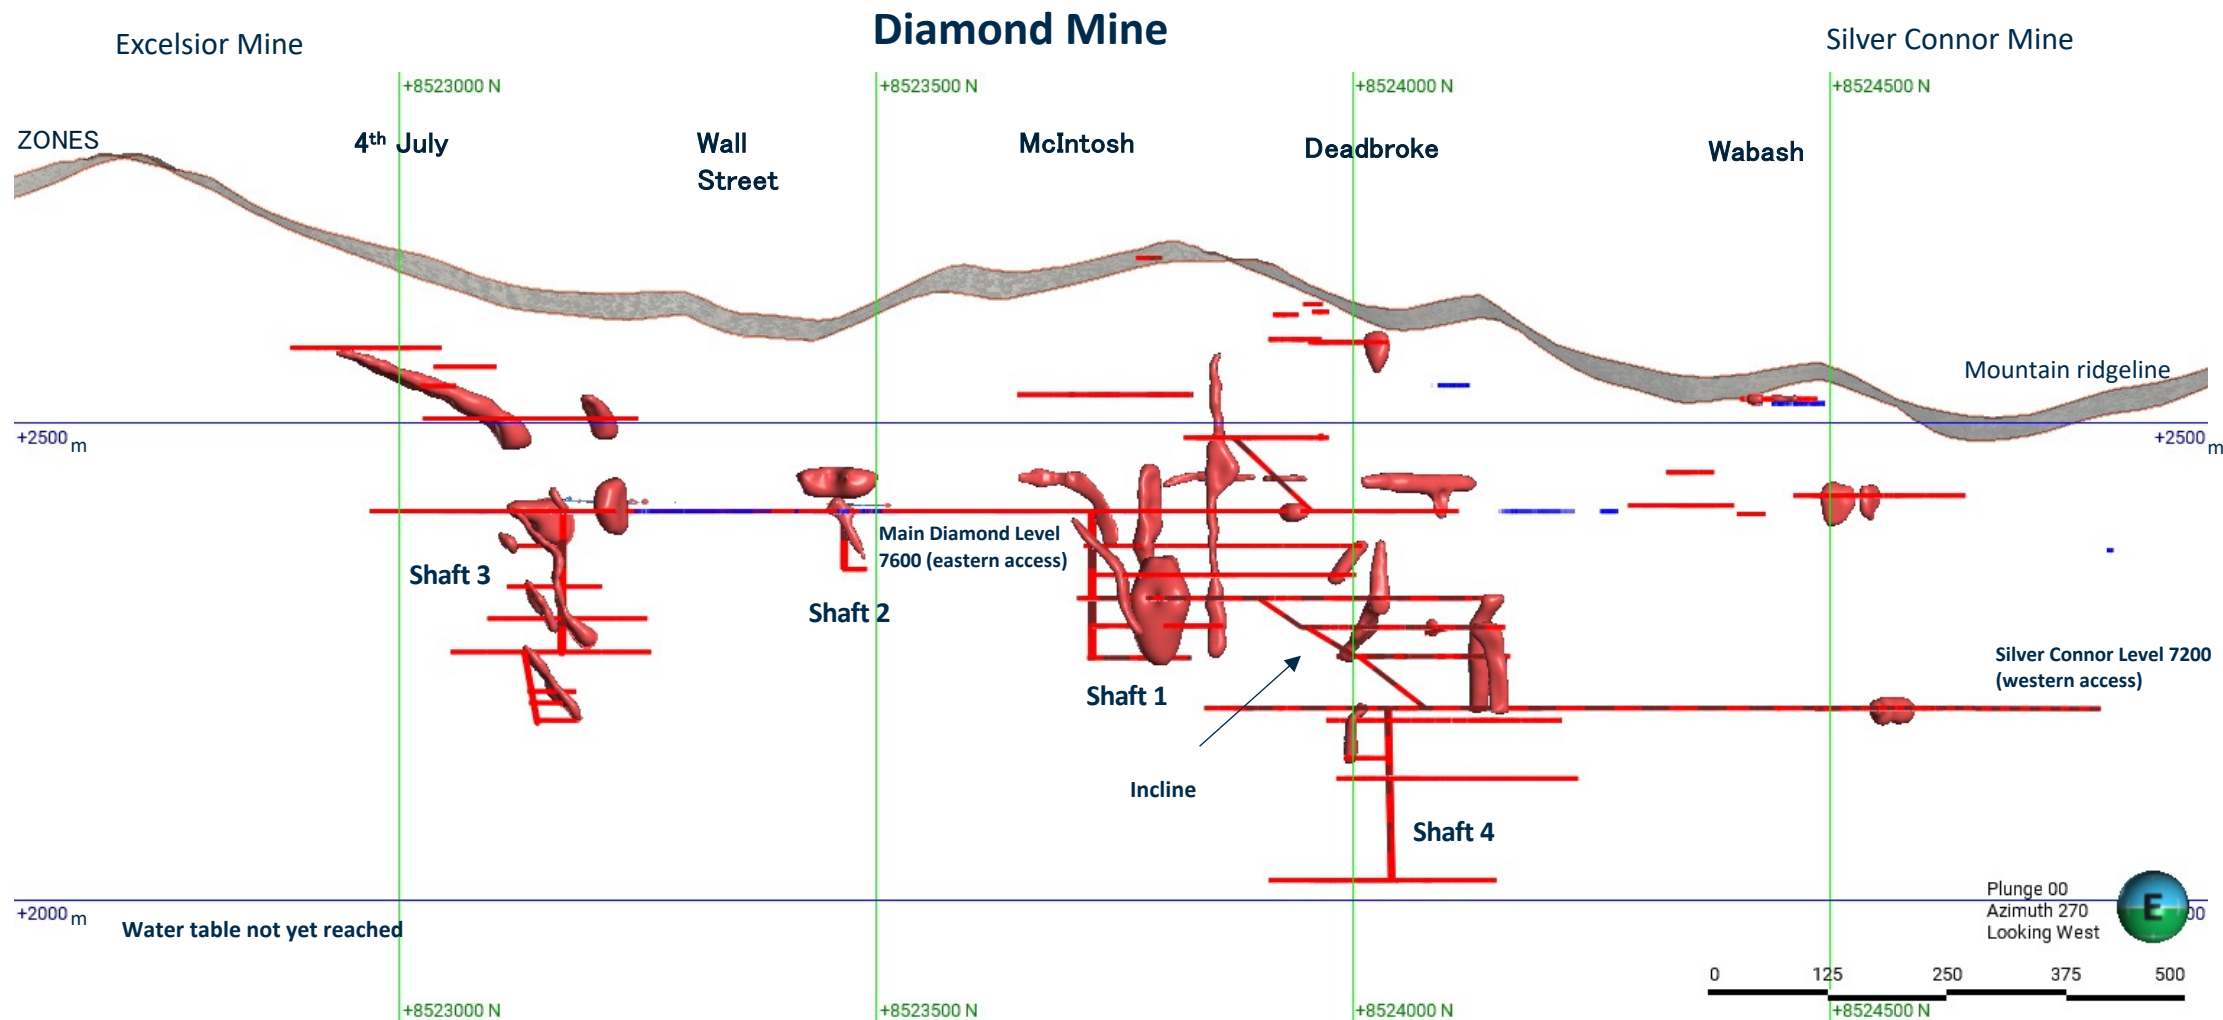 Diamond Mine
Excelsior Mine
Silver Connor Mine
+8523000 N
+8523500 N
+8524000 N
+8524500 N
ZONES
4th July
Wall
Street
McIntosh
Deadbroke
Wabash
Mountain ridgeline
+2500 m
+2500 m
Main Diamond Level
7600 (eastern access)
Shaft 3
Shaft 2
Shaft 1
Silver Connor Level 7200
(western access)
Incline
Shaft 4
+2000 m
Water table not yet reached
Plunge 00
Azimuth 270
Looking West
E
00
0 125 250 375 500
+8523000 N
+8523500 N
+8524000 N
+8524500 N